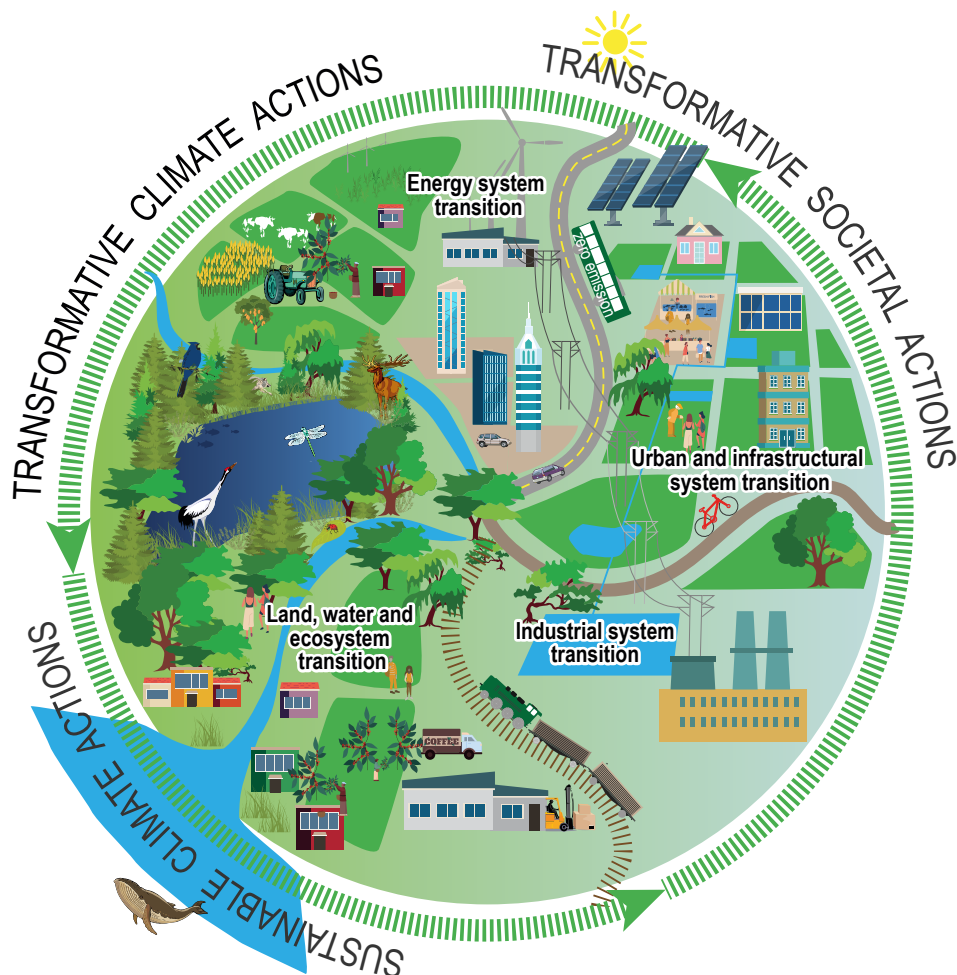 TRANSFORMATIVE CLIMATE ACTIONS
TRANSFORMATIVE SOCIETAL ACTIONS
Energy system
transition
zero emission
Urban and infrastructural
system transition
Land, water and
ecosystem
transition
Industrial system
transition
COFFEE
SUSTAINABLE CLIMATE ACTIONS